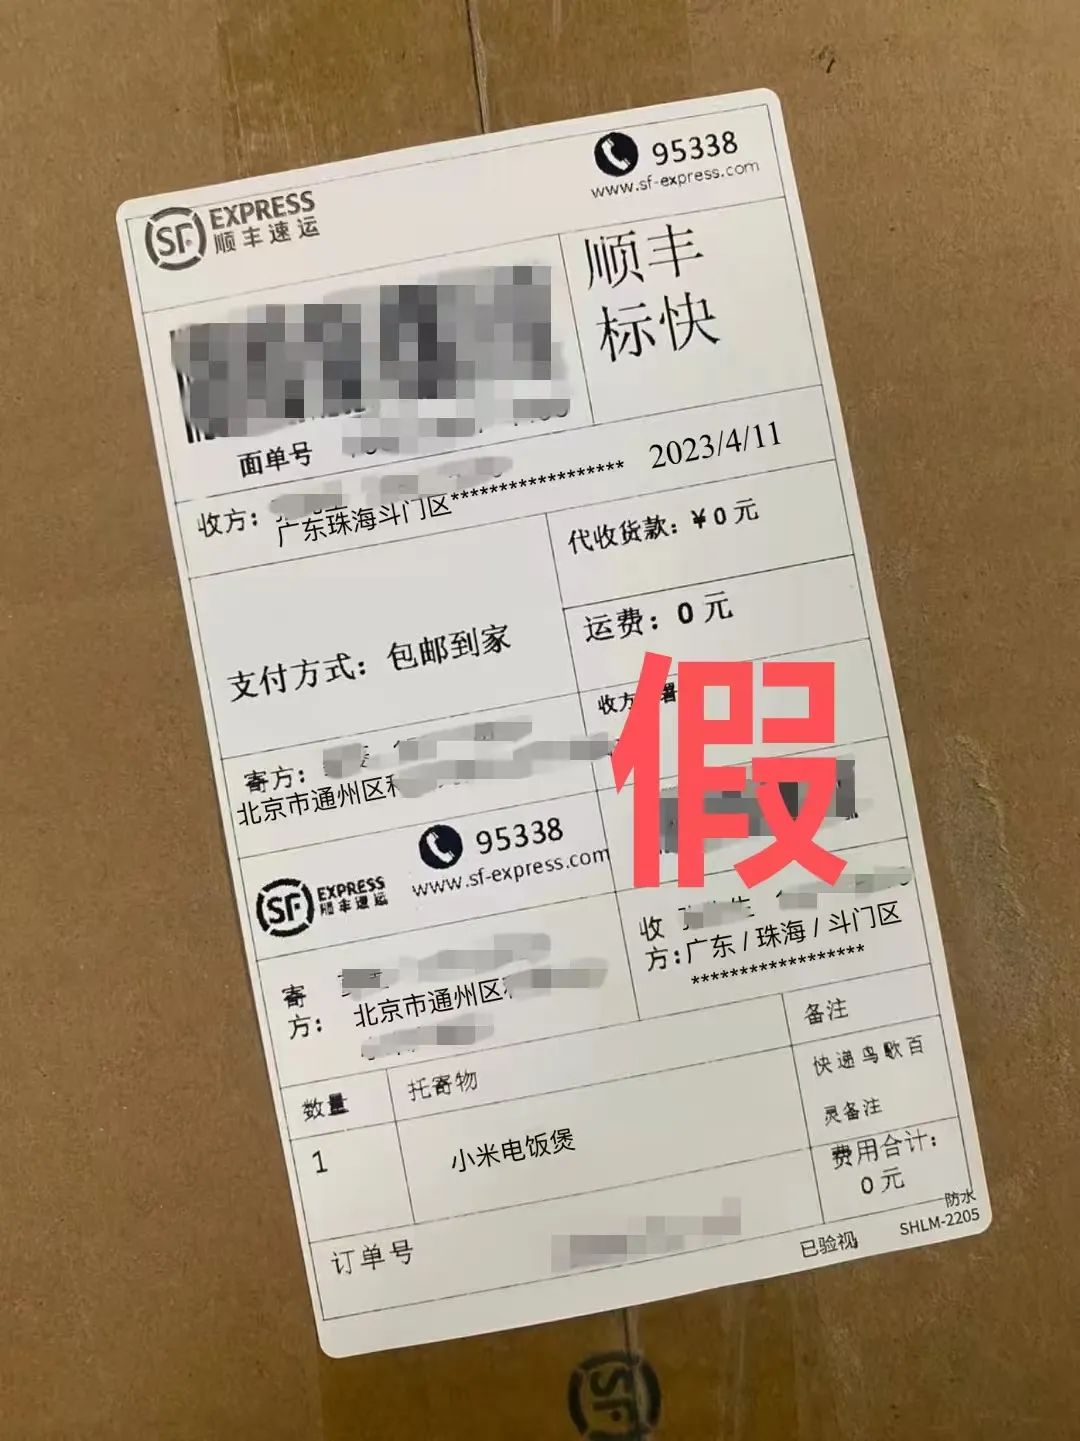 SF EXPRESS
顺丰速运
95338
www.sf-express.com
顺丰
标快
面单号
收方:
广东珠海斗门区******************
2023/4/11
代收货款: ¥0 元
支付方式: 包邮到家
运费: 0 元
收方
署
假
寄方:
北京市通州区
SF EXPRESS
顺丰速运
95338
www.sf-express.com
收
方:
广东 / 珠海 / 斗门区
******************
寄
方:
北京市通州区
数量
托寄物
备注
1
小米电饭煲
快递鸟歌百
灵备注
费用合计:
0 元
订单号
已验视
防水
SHLM-2205
SF